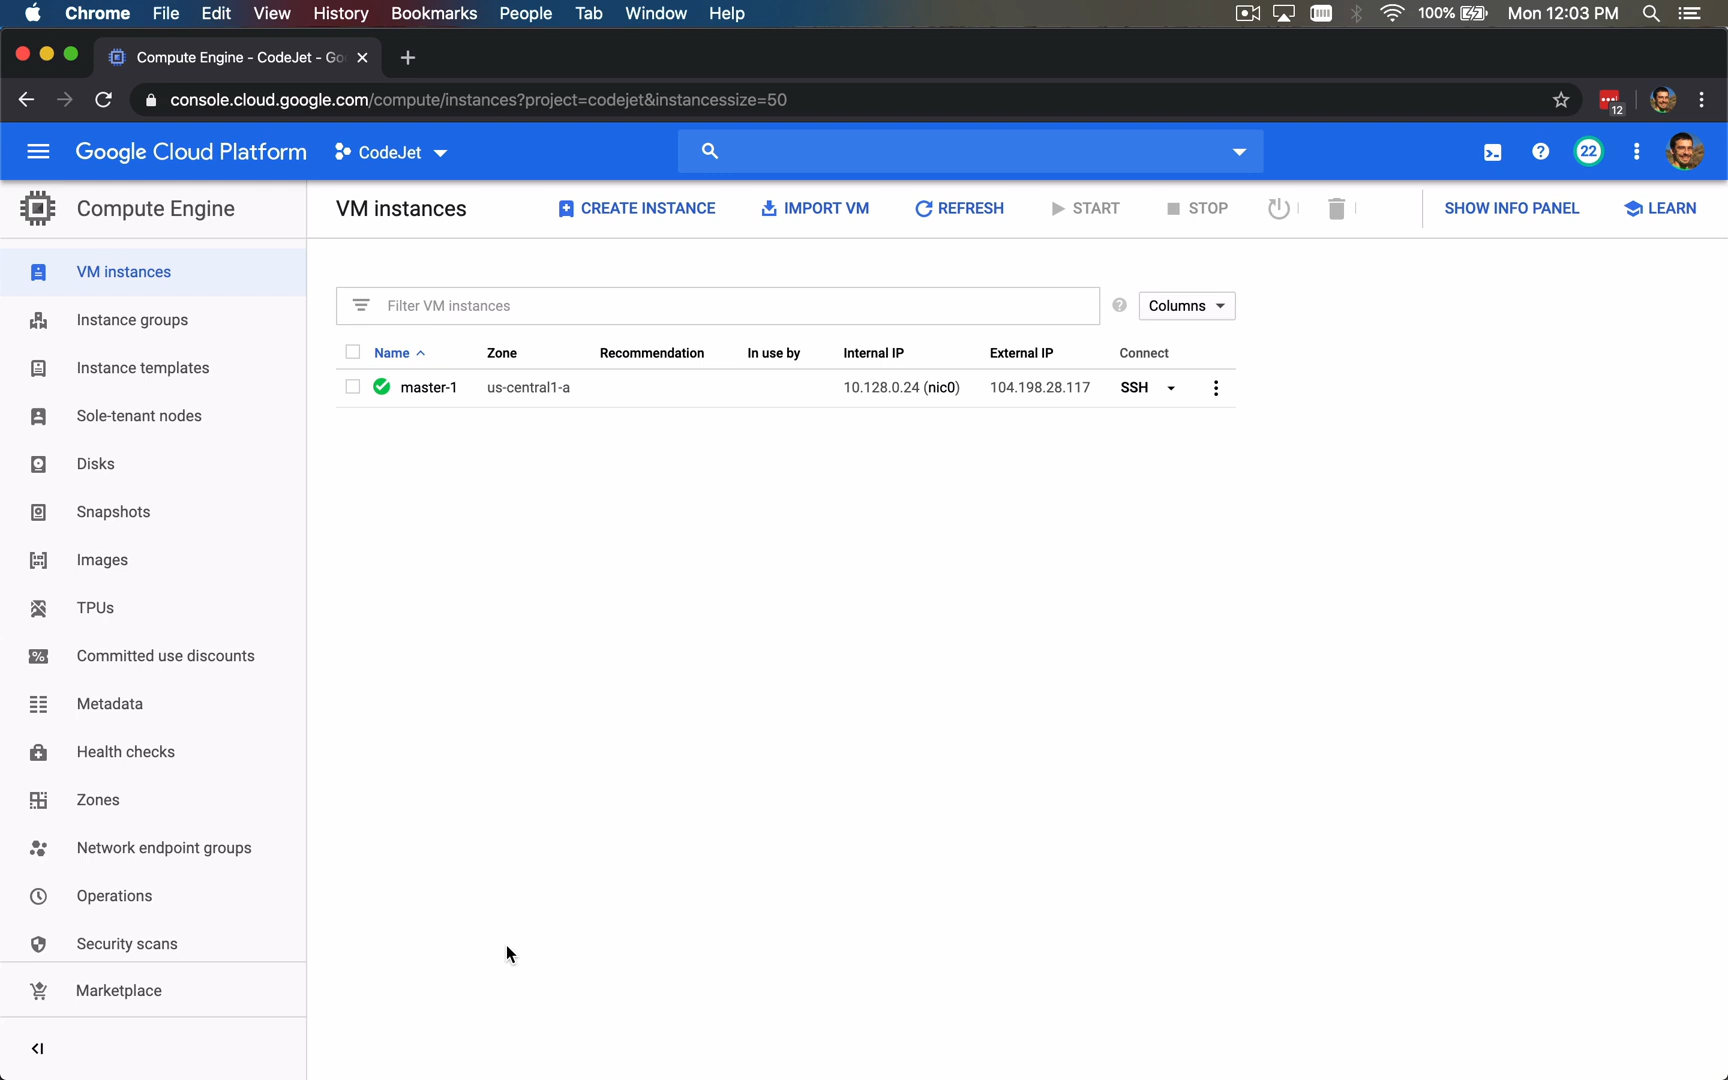 Chrome File Edit View History Bookmarks People Tab Window Help 100% Mon 12:03 PM
Compute Engine - CodeJet - Go
console.cloud.google.com/compute/instances?project=codejet&instancessize=50 12
Google Cloud Platform CodeJet 22
Compute Engine VM instances CREATE INSTANCE IMPORT VM REFRESH START STOP SHOW INFO PANEL LEARN
VM instances
Filter VM instances Columns
Instance groups
Name Zone Recommendation In use by Internal IP External IP Connect
Instance templates
master-1 us-central1-a 10.128.0.24 (nic0) 104.198.28.117 SSH
Sole-tenant nodes
Disks
Snapshots
Images
TPUs
Committed use discounts
Metadata
Health checks
Zones
Network endpoint groups
Operations
Security scans
Marketplace